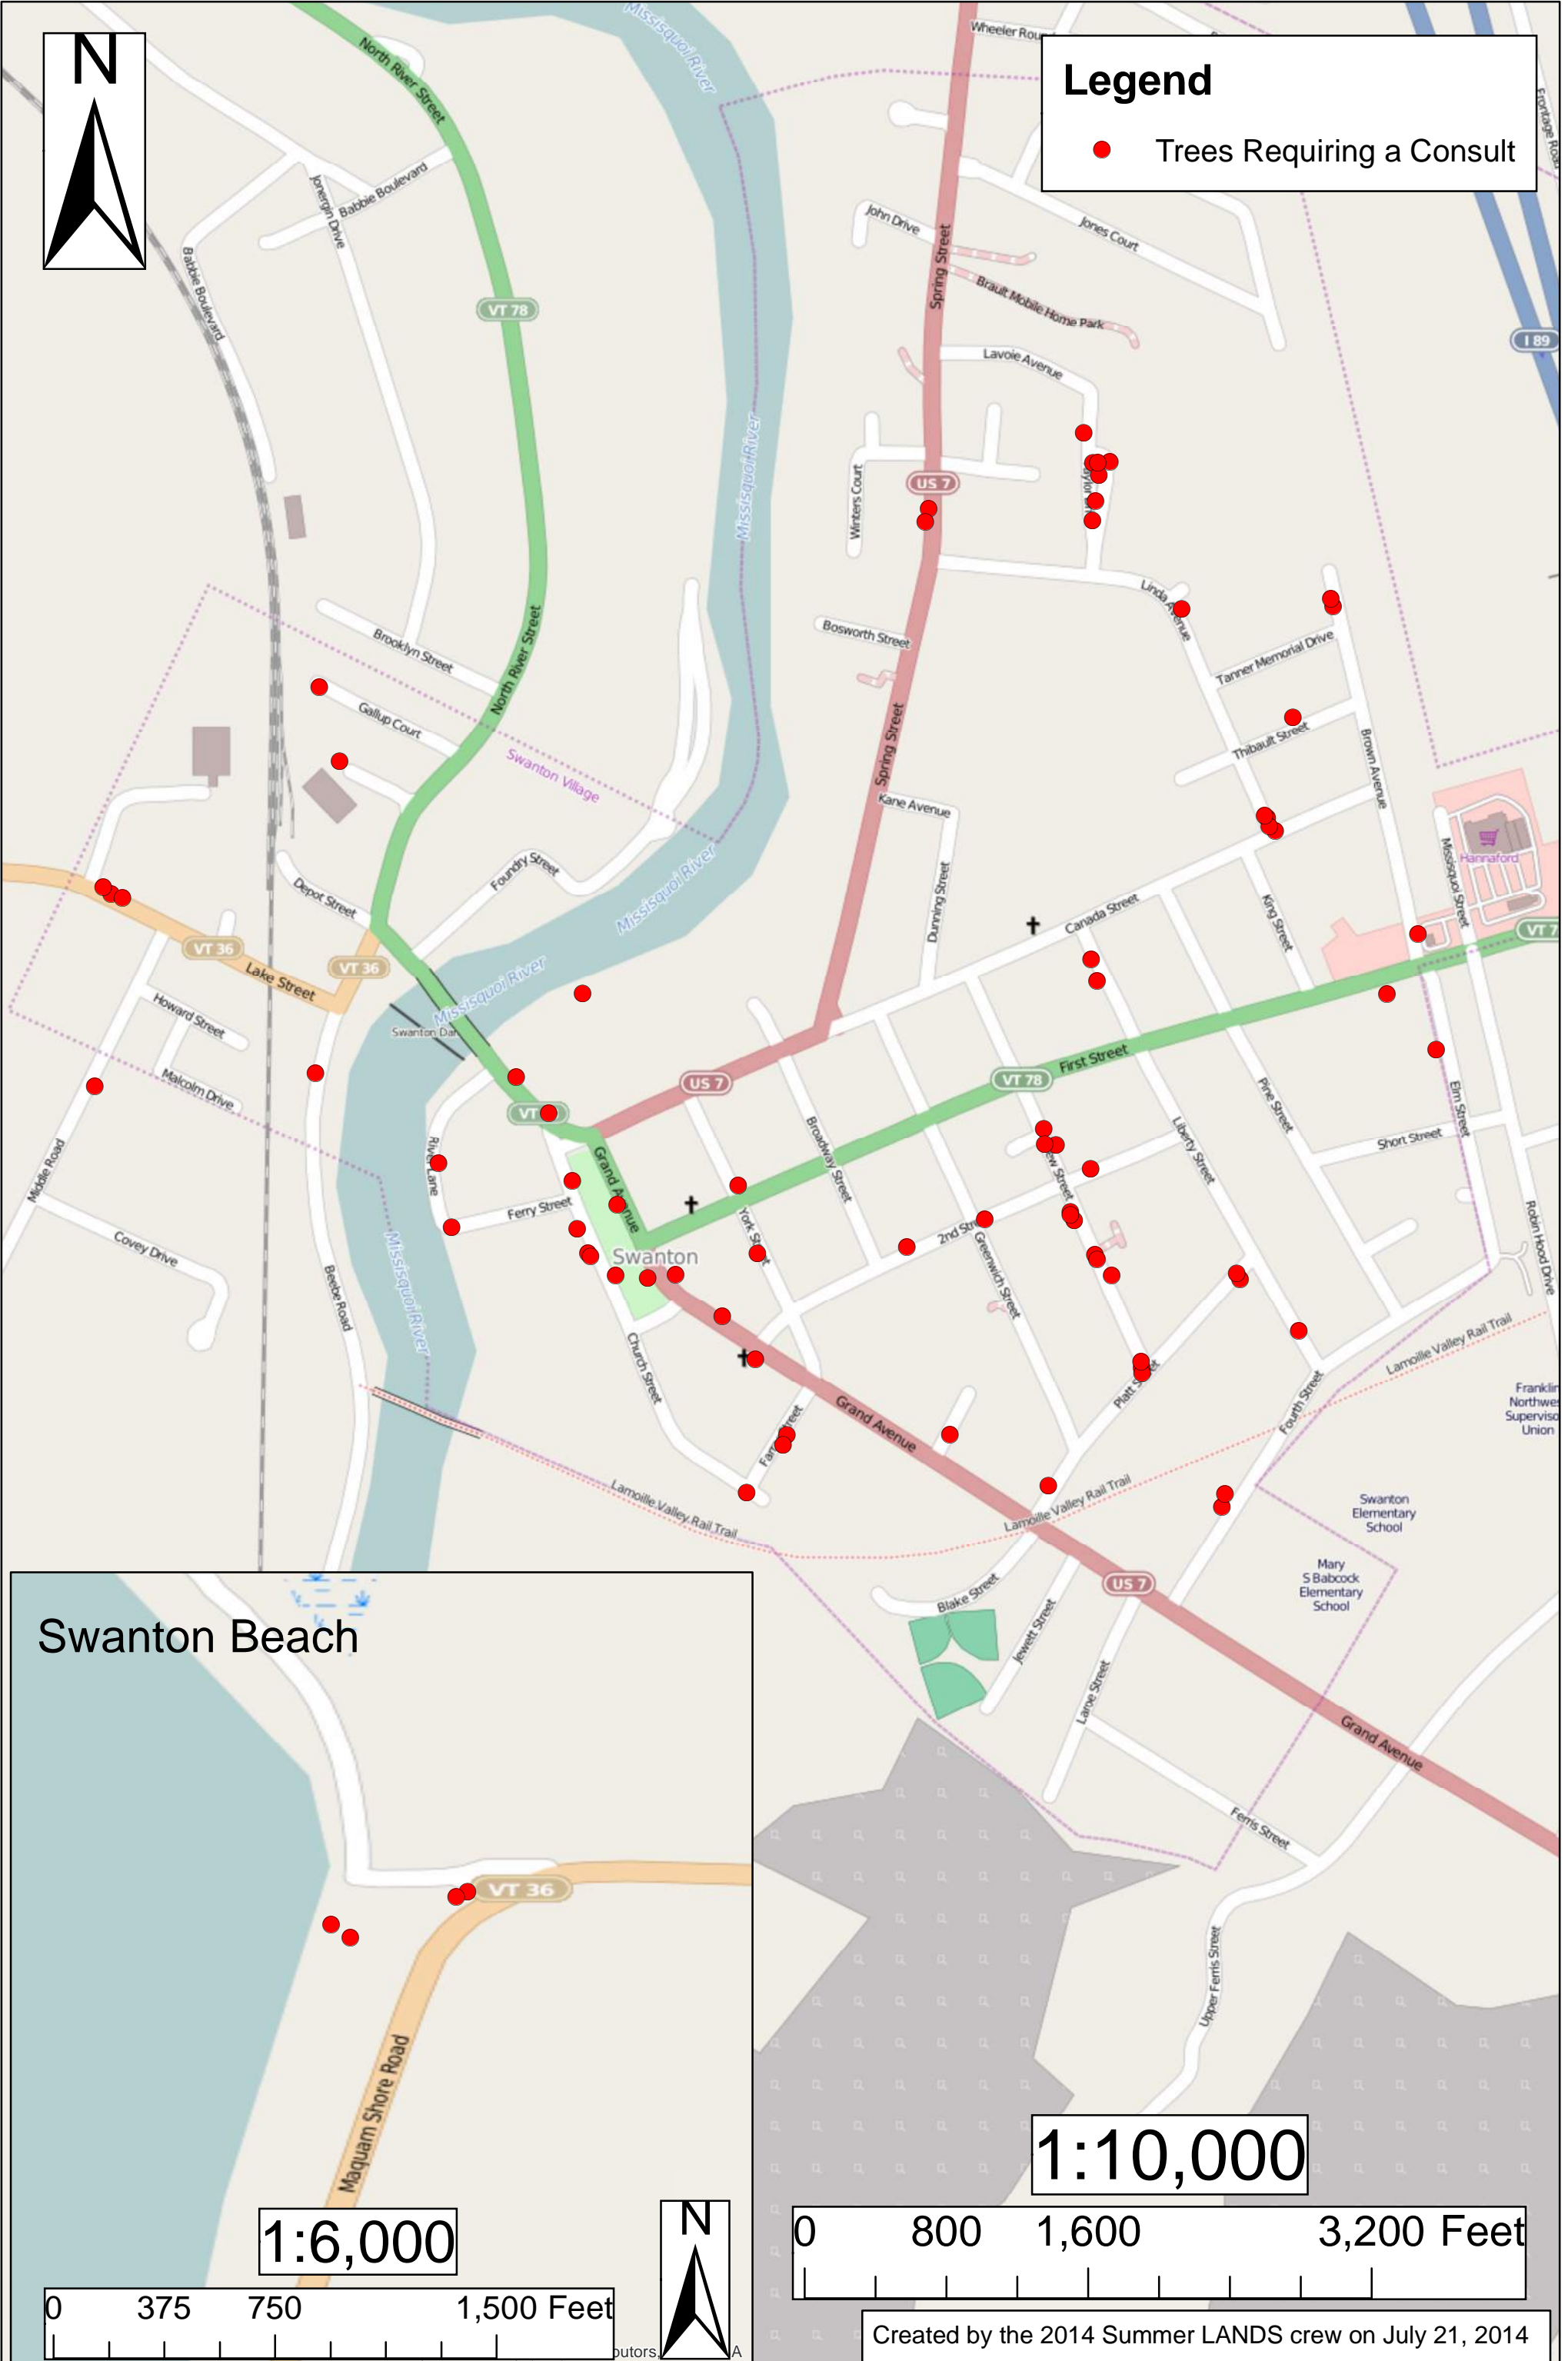 N
Legend
Trees Requiring a Consult
Missisquoi River
Wheeler
Frontage Road
North River Street
Jonergin Drive
Babbie Boulevard
Babbie Boulevard
VT 78
Missisquoi River
John Drive
Spring Street
Jones Court
Brault Mobile Home Park
I 89
Lavoie Avenue
Winters Court
US 7
Linda Avenue
Bosworth Street
Tanner Memorial Drive
Brooklyn Street
North River Street
Gallup Court
Swanton Village
Spring Street
Thibault Street
Brown Avenue
Kane Avenue
Missisquoi Street
Hannaford
Foundry Street
Depot Street
Missisquoi River
Dunning Street
Canada Street
King Street
VT 7
VT 36
VT 36
Lake Street
Missisquoi River
Howard Street
Swanton Dam
Malcolm Drive
US 7
VT 78
First Street
VT
Pine Street
Elm Street
Short Street
Middle Road
River Lane
Grand Avenue
Broadway Street
Liberty Street
Ferry Street
York Street
2nd Street
Greenwich Street
Robin Hood Drive
Swanton
Covey Drive
Missisquoi River
Beebe Road
Church Street
Platt Street
Lamoille Valley Rail Trail
Grand Avenue
Fourth Street
Franklin
Northwe
Superviso
Union
Lamoille Valley Rail Trail
Lamoille Valley Rail Trail
Swanton
Elementary
School
Mary
S Babcock
Elementary
School
US 7
Blake Street
Jewett Street
Laroe Street
Grand Avenue
Ferris Street
Upper Ferris Street
Swanton Beach
VT 36
Maquam Shore Road
1:6,000
N
0 375 750 1,500 Feet
1:10,000
0 800 1,600 3,200 Feet
Created by the 2014 Summer LANDS crew on July 21, 2014